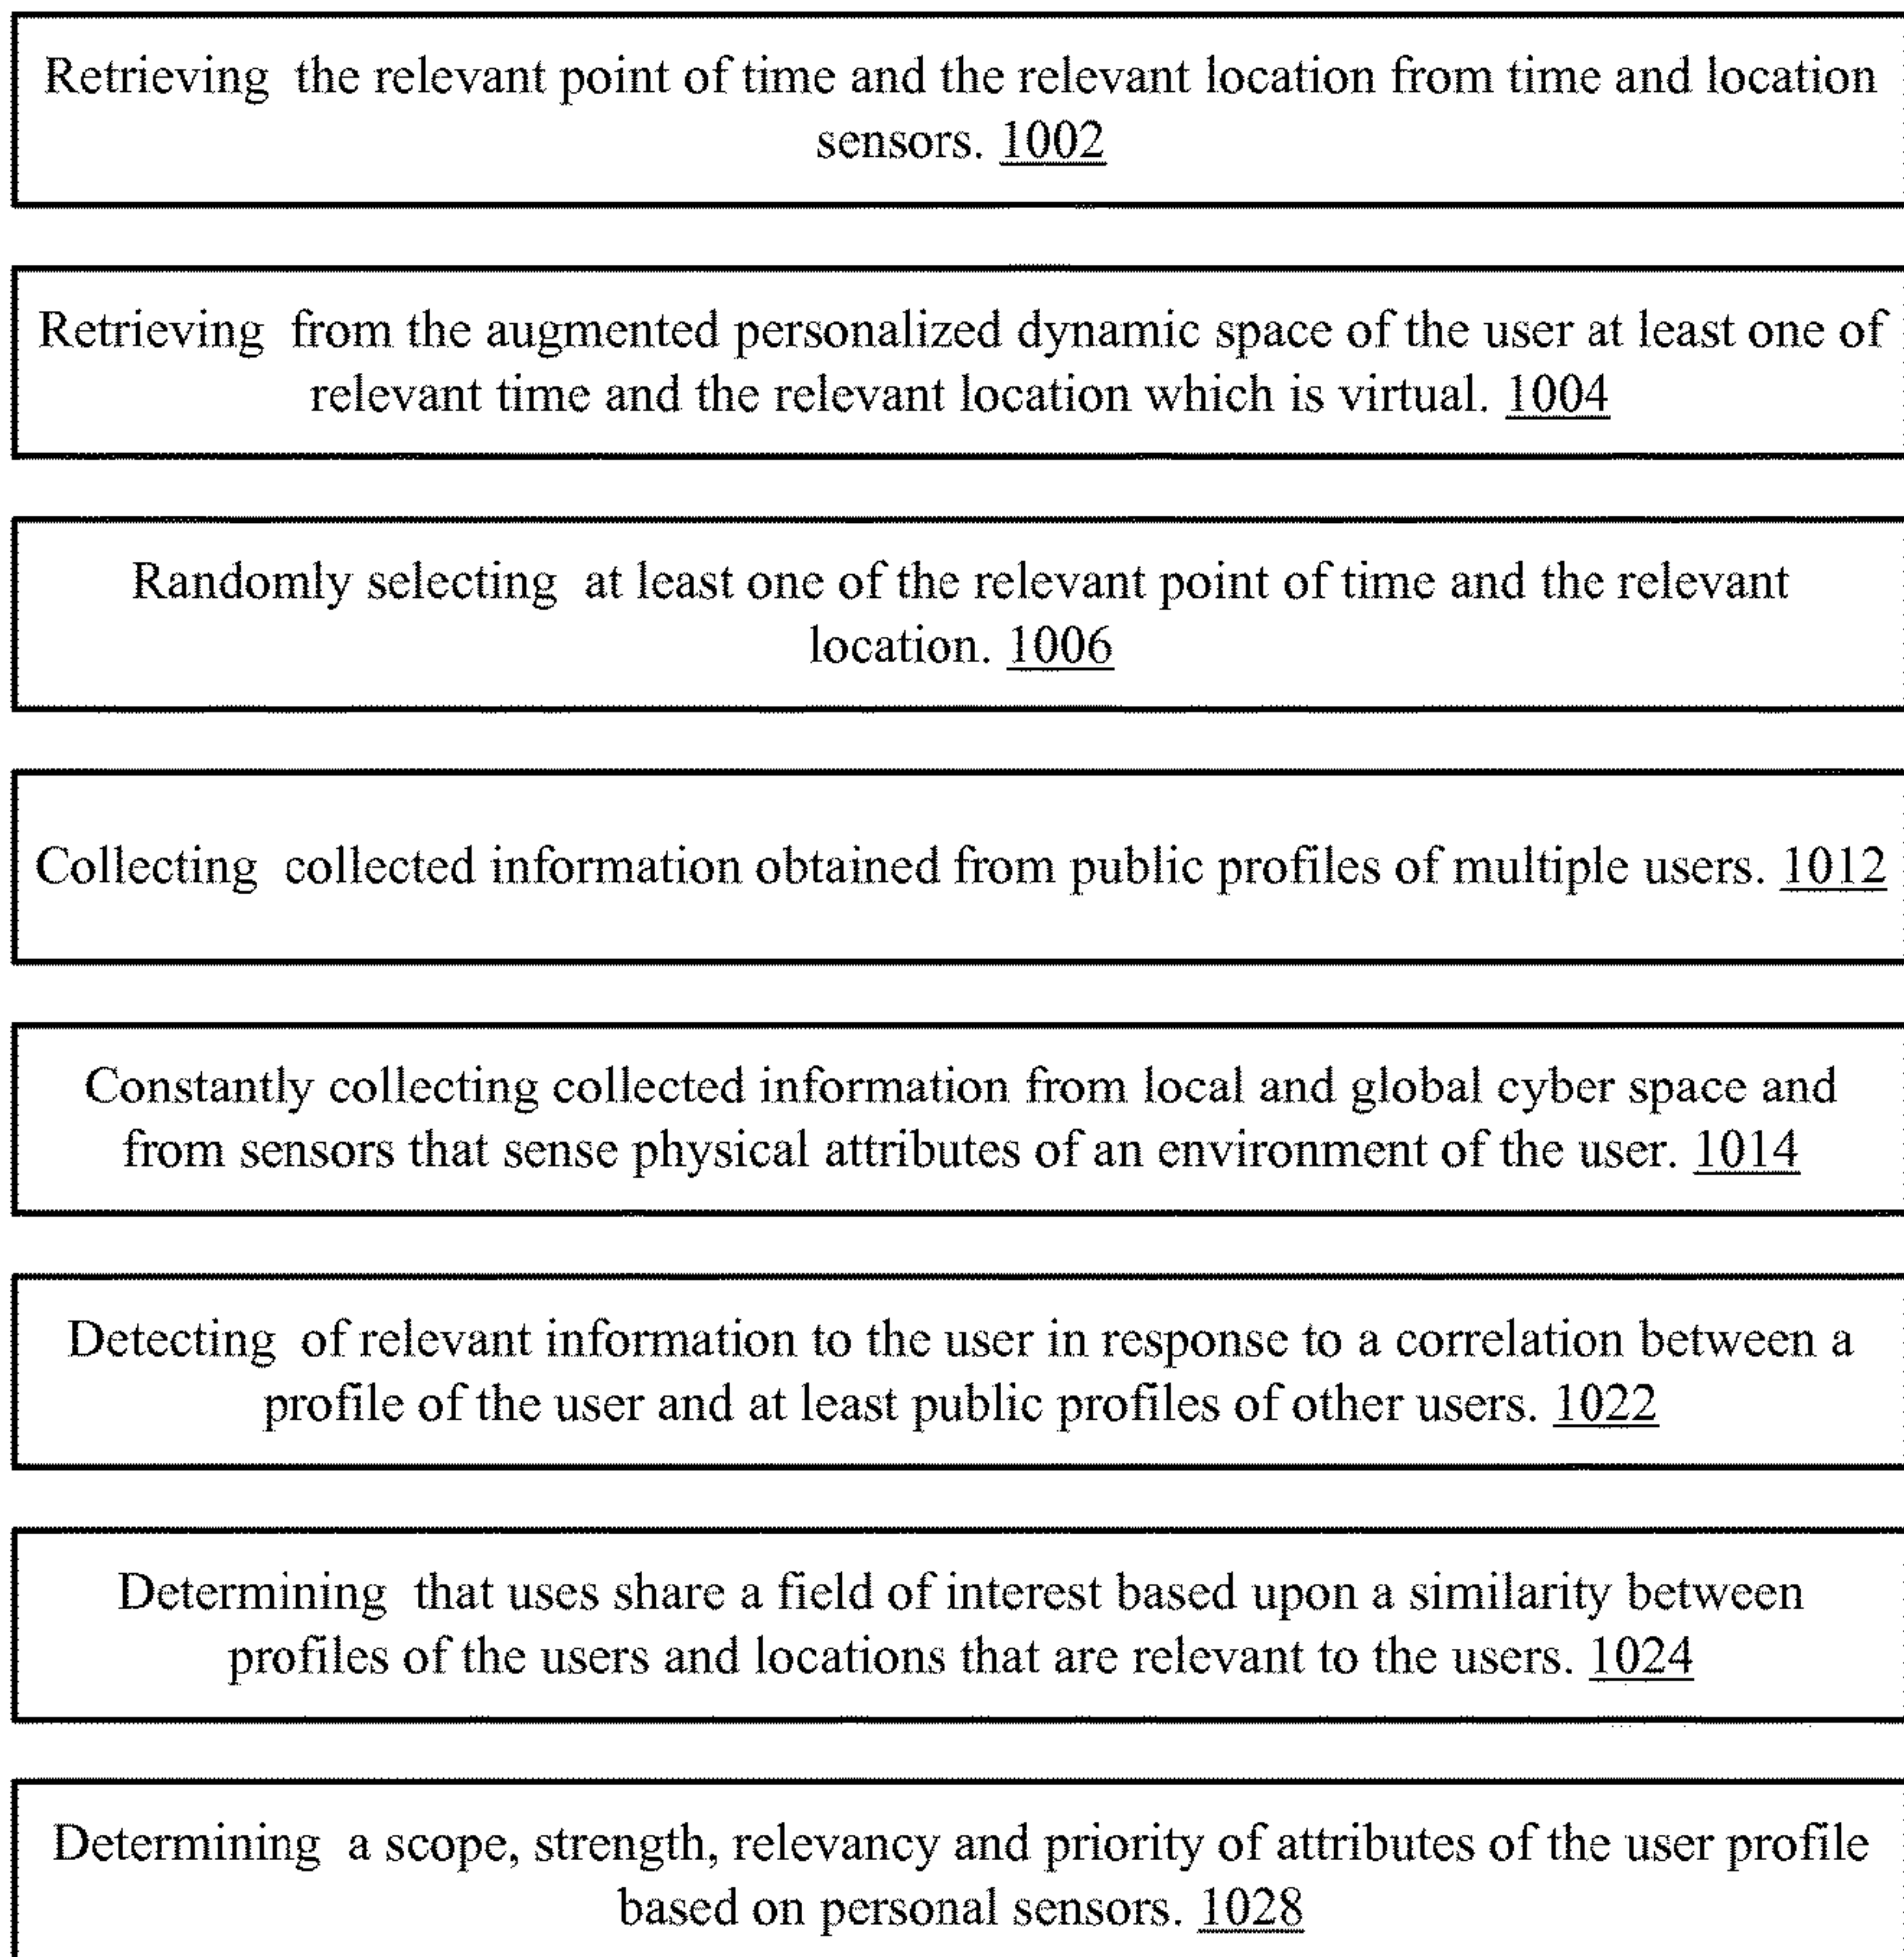 Retrieving the relevant point of time and the relevant location from time and location
sensors. 1002
Retrieving from the augmented personalized dynamic space of the user at least one of
relevant time and the relevant location which is virtual. 1004
Randomly selecting at least one of the relevant point of time and the relevant
location. 1006
Collecting collected information obtained from public profiles of multiple users. 1012
Constantly collecting collected information from local and global cyber space and
from sensors that sense physical attributes of an environment of the user. 1014
Detecting of relevant information to the user in response to a correlation between a
profile of the user and at least public profiles of other users. 1022
Determining that uses share a field of interest based upon a similarity between
profiles of the users and locations that are relevant to the users. 1024
Determining a scope, strength, relevancy and priority of attributes of the user profile
based on personal sensors. 1028